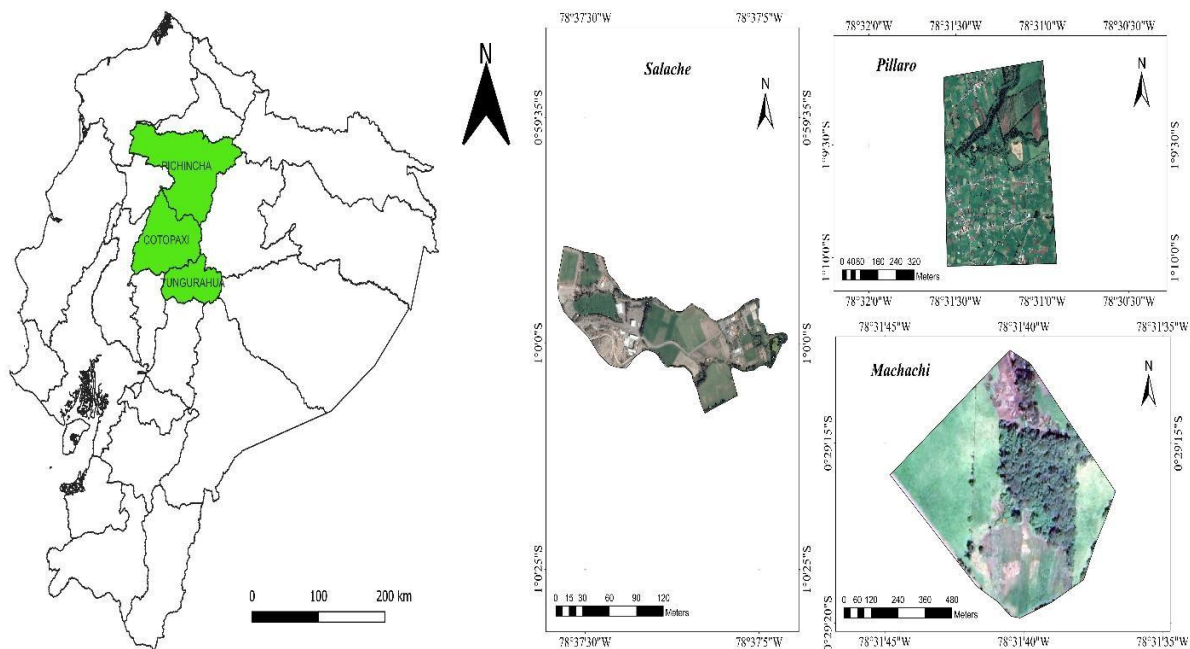 N
PICHINCHA
COTOPAXI
TUNGURAHUA
0 100 200 km
78°37'30"W 78°37'5"W
Salache
N
0°59'35"S 0°59'35"S
1°0'0"S 1°0'0"S
1°0'25"S 1°0'25"S
0 15 30 60 90 120
Meters
78°37'30"W 78°37'5"W
78°32'0"W 78°31'30"W 78°31'0"W 78°30'30"W
Pillaro
N
1°9'30"S 1°9'30"S
1°10'0"S 1°10'0"S
0 4080 160 240 320
Meters
78°32'0"W 78°31'30"W 78°31'0"W 78°30'30"W
78°31'45"W 78°31'40"W 78°31'35"W
Machachi
N
0°29'15"S 0°29'15"S
0 60 120 240 360 480
Meters
0°29'20"S 0°29'20"S
78°31'45"W 78°31'40"W 78°31'35"W